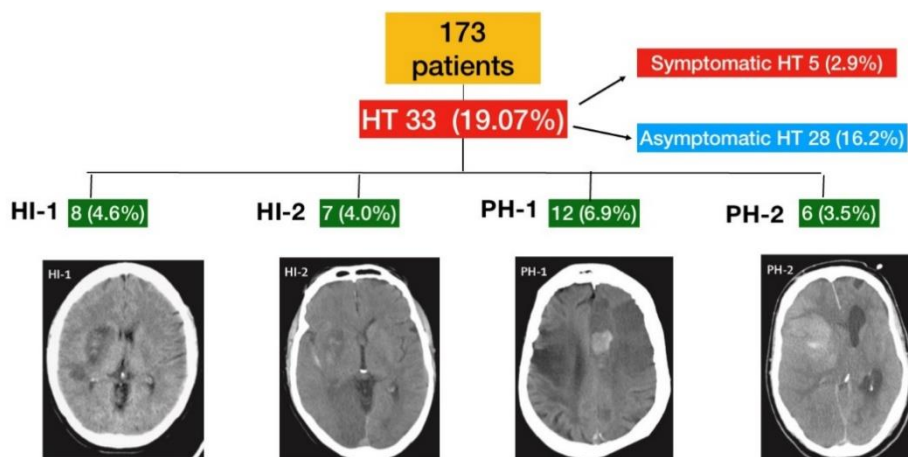 173
patients
HT 33 (19.07%)
Symptomatic HT 5 (2.9%)
Asymptomatic HT 28 (16.2%)
HI-1 8 (4.6%)
HI-2 7 (4.0%)
PH-1 12 (6.9%)
PH-2 6 (3.5%)
HI-1
HI-2
PH-1
PH-2